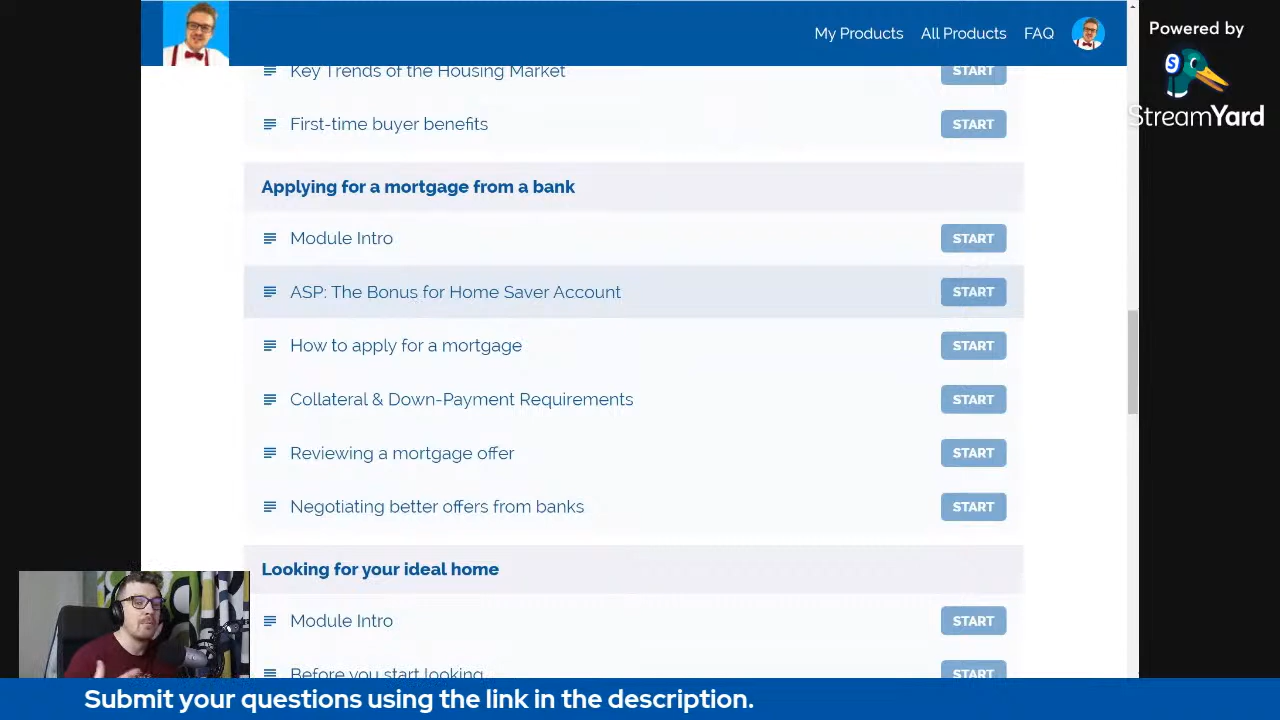 My Products All Products FAQ
Powered by
S
StreamYard
Key Trends of the Housing Market START
First-time buyer benefits START
Applying for a mortgage from a bank
Module Intro START
ASP: The Bonus for Home Saver Account START
How to apply for a mortgage START
Collateral & Down-Payment Requirements START
Reviewing a mortgage offer START
Negotiating better offers from banks START
Looking for your ideal home
Module Intro START
Before you start looking START
Submit your questions using the link in the description.